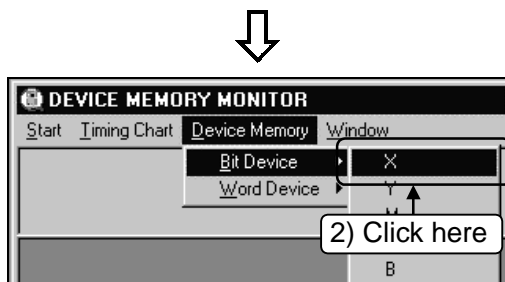 DEVICE MEMORY MONITOR
Start Timing Chart Device Memory Window
Bit Device X
Word Device Y
M
2) Click here
B